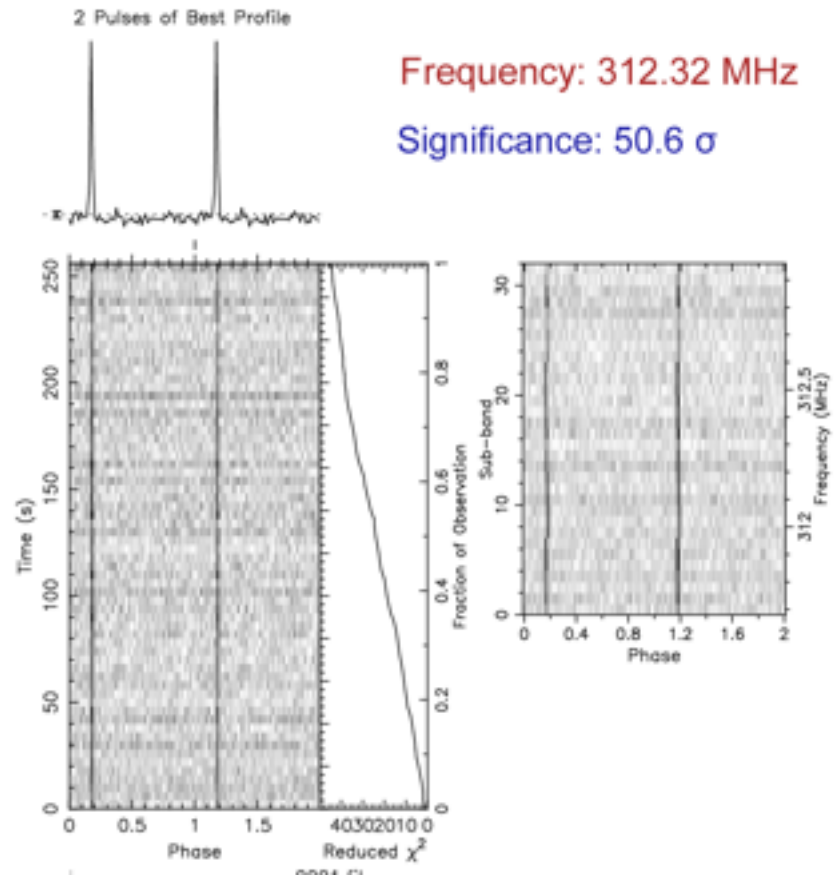 2 Pulses of Best Profile
Frequency: 312.32 MHz
Significance: 50.6 σ
250
200
150
100
50
0
Time (s)
0 0.5 1 1.5
Phase
1
0.8
0.6
0.4
0.2
0
Fraction of Observation
40302010 0
Reduced χ²
30
20
10
0
Sub-band
312.5
312
Frequency (MHz)
0 0.4 0.8 1.2 1.6 2
Phase